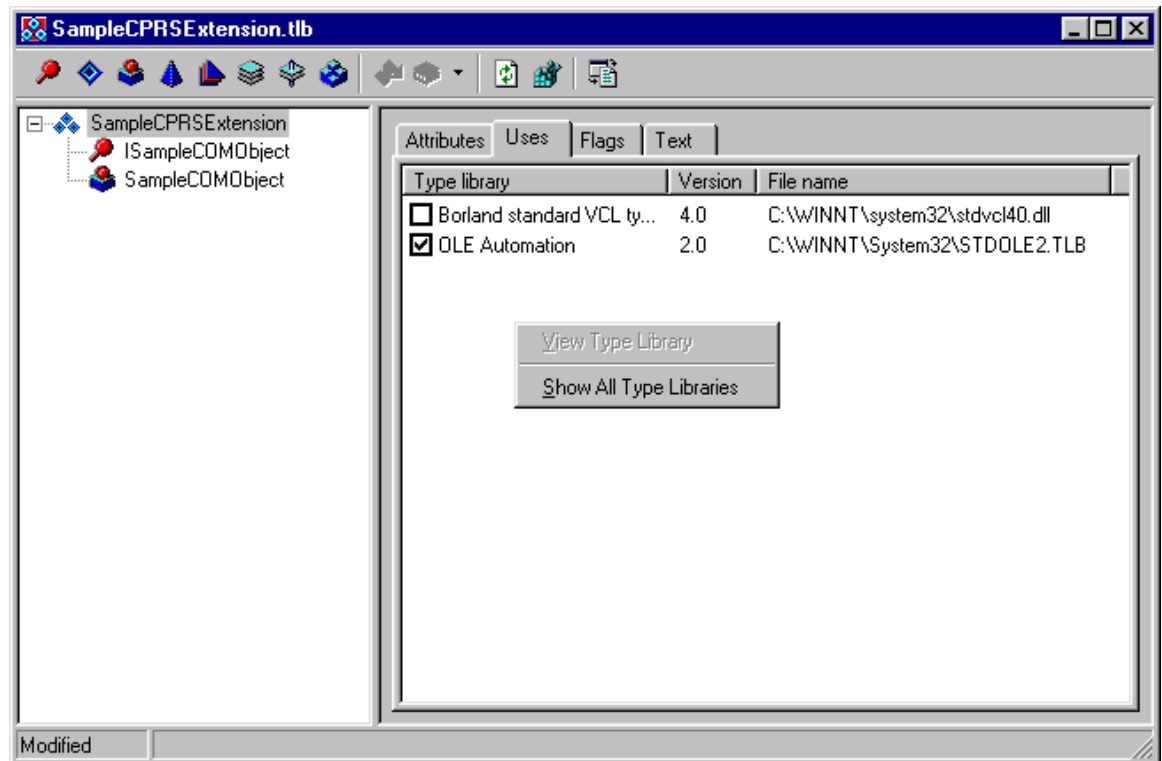 SampleCPRSExtension.tlb
SampleCPRSExtension
ISampleCOMObject
SampleCOMObject
Attributes Uses Flags Text
Type library Version File name
Borland standard VCL ty... 4.0 C:\WINNT\system32\stdvcl40.dll
OLE Automation 2.0 C:\WINNT\System32\STDOLE2.TLB
View Type Library
Show All Type Libraries
Modified